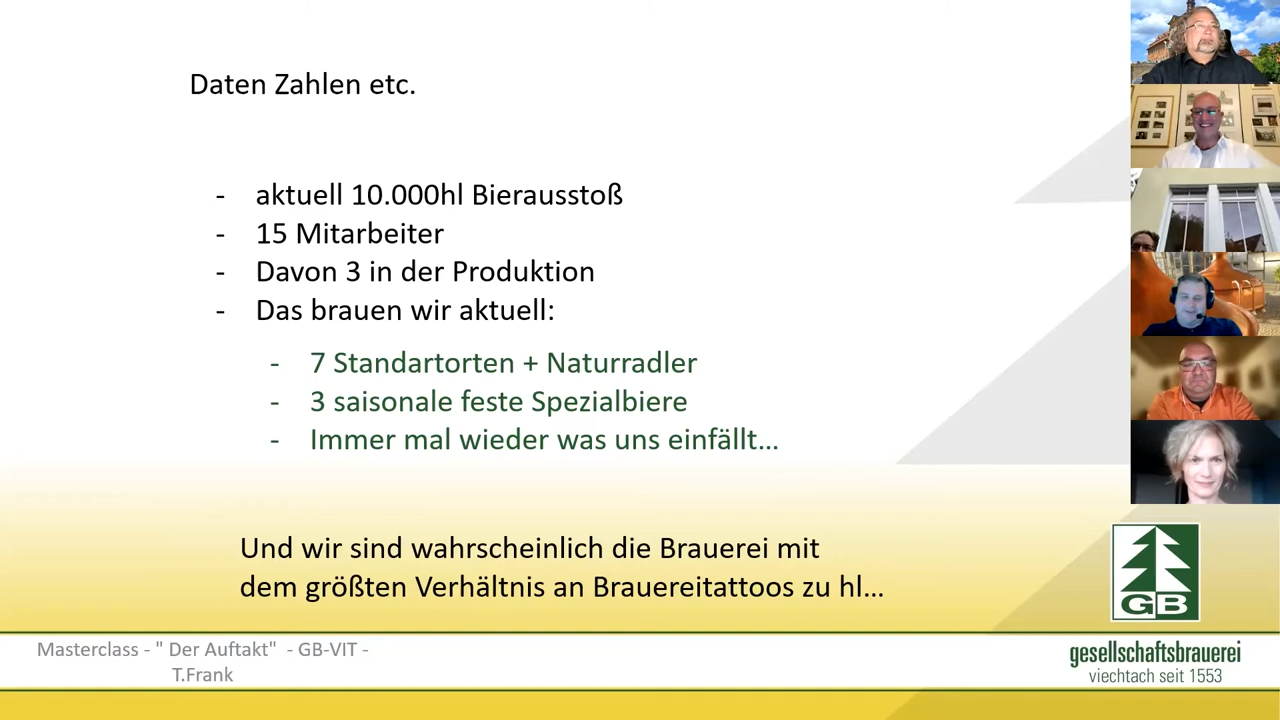 Daten Zahlen etc.
- aktuell 10.000hl Bierausstoß
- 15 Mitarbeiter
- Davon 3 in der Produktion
- Das brauen wir aktuell:
- 7 Standartorten + Naturradler
- 3 saisonale feste Spezialbiere
- Immer mal wieder was uns einfällt…
Und wir sind wahrscheinlich die Brauerei mit
dem größten Verhältnis an Brauereitattoos zu hl…
GB
Masterclass - " Der Auftakt" - GB-VIT -
T.Frank
gesellschaftsbrauerei
viechtach seit 1553